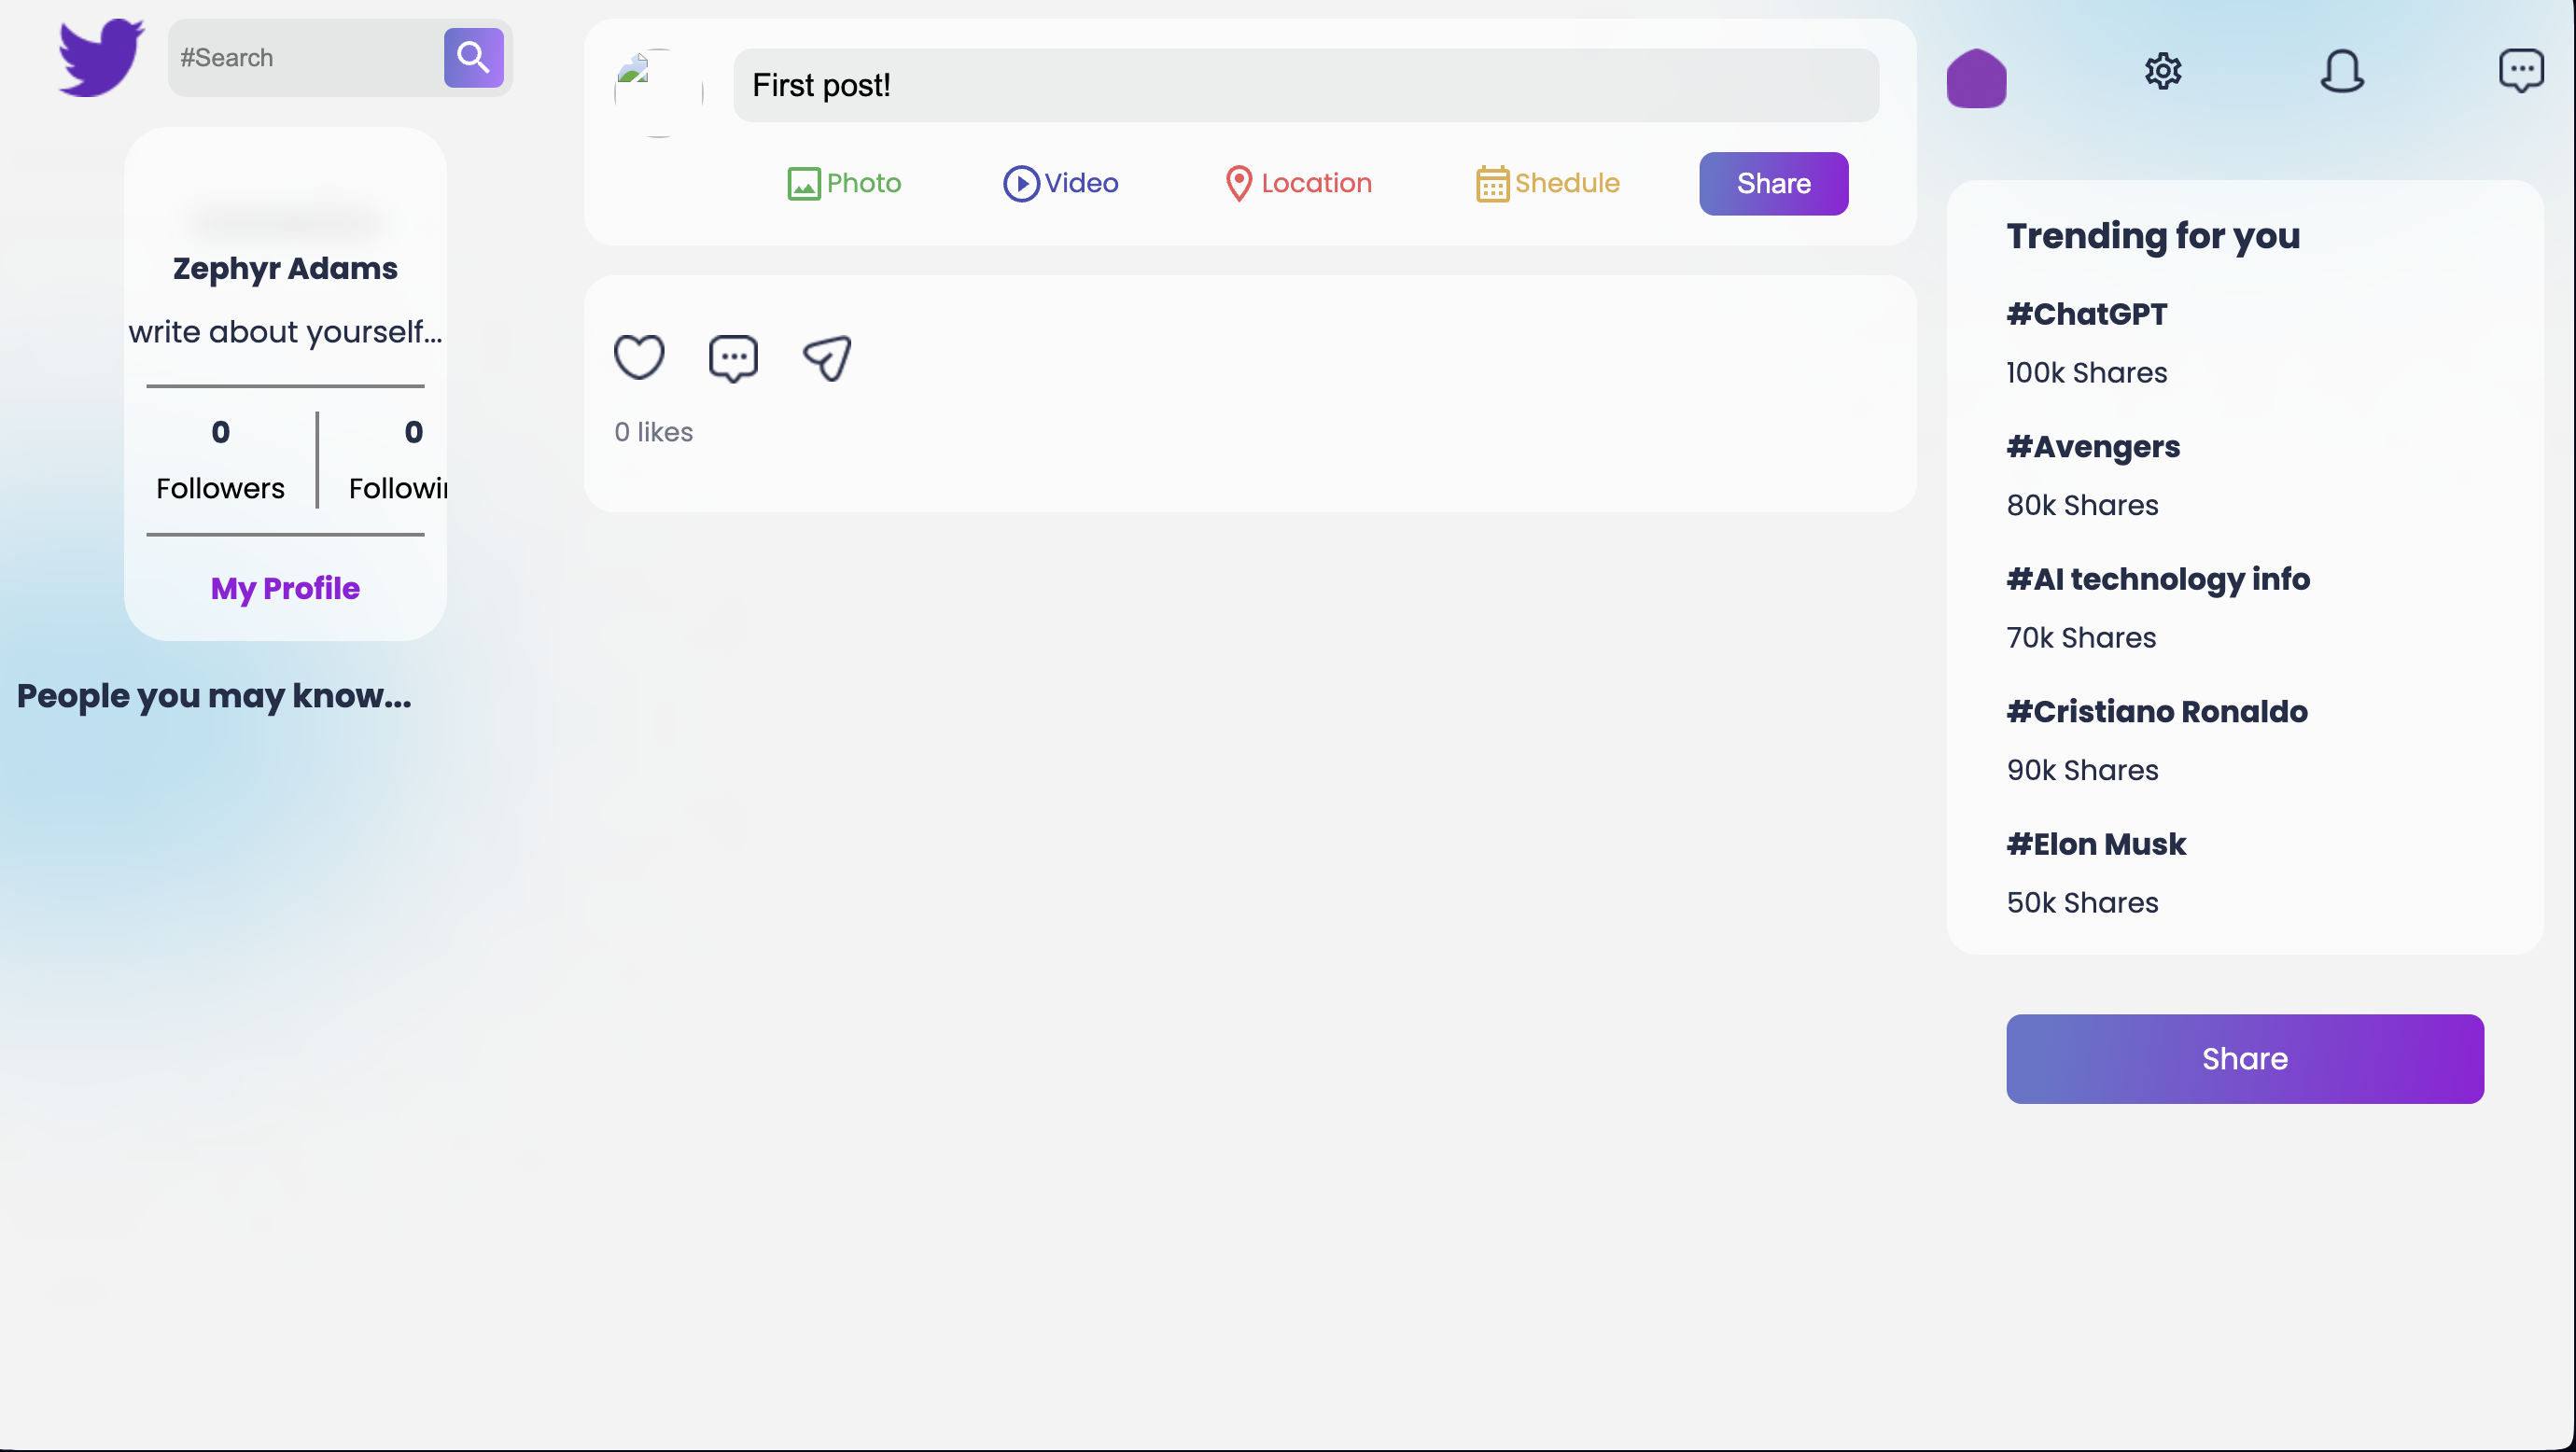 #Search
Zephyr Adams
write about yourself...
0
0
Followers
Followin
My Profile
People you may know...
First post!
Photo
Video
Location
Shedule
Share
0 likes
Trending for you
#ChatGPT
100k Shares
#Avengers
80k Shares
#AI technology info
70k Shares
#Cristiano Ronaldo
90k Shares
#Elon Musk
50k Shares
Share